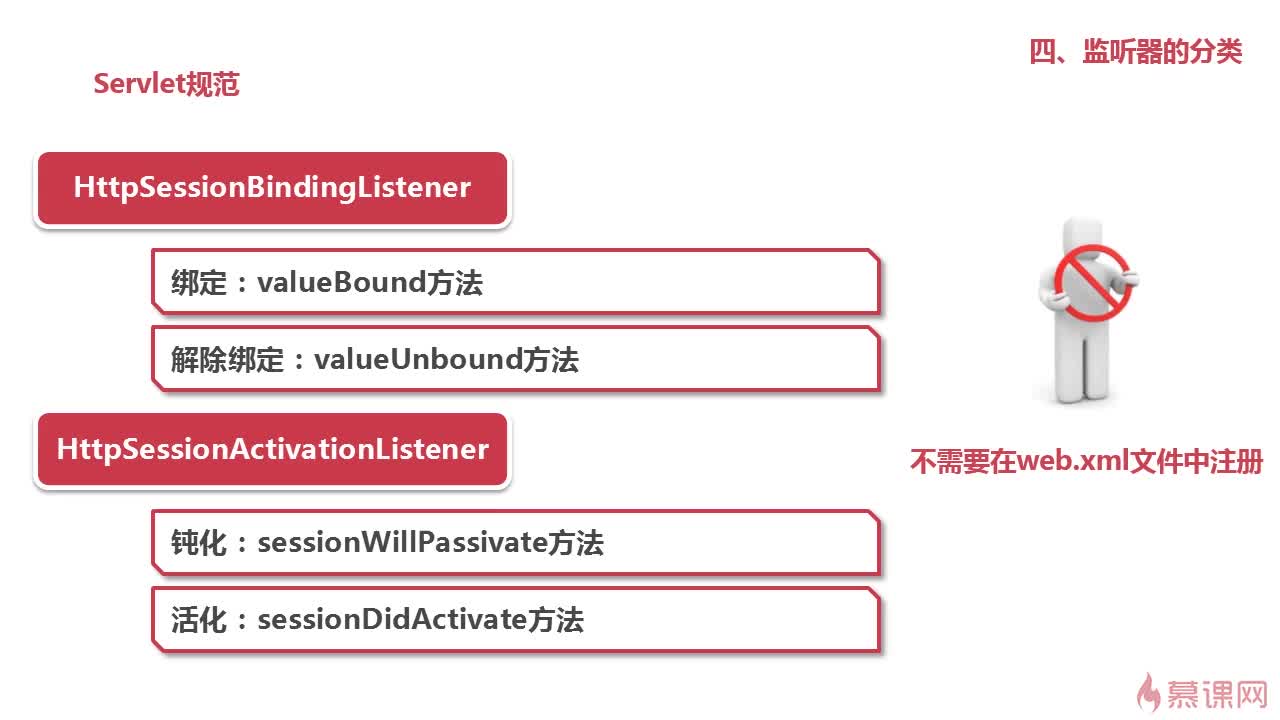 四、监听器的分类
Servlet规范
HttpSessionBindingListener
绑定：valueBound方法
解除绑定：valueUnbound方法
HttpSessionActivationListener
不需要在web.xml文件中注册
钝化：sessionWillPassivate方法
活化：sessionDidActivate方法
慕课网